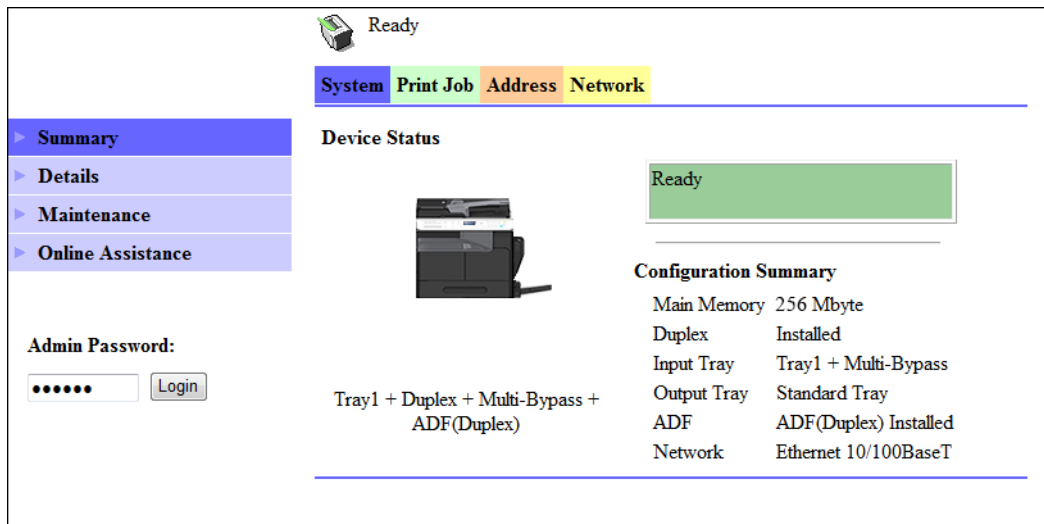 Ready
System Print Job Address Network
Summary
Details
Maintenance
Online Assistance
Admin Password:
●●●●●● Login
Device Status
Tray1 + Duplex + Multi-Bypass +
ADF(Duplex)
Ready
Configuration Summary
Main Memory 256 Mbyte
Duplex Installed
Input Tray Tray1 + Multi-Bypass
Output Tray Standard Tray
ADF ADF(Duplex) Installed
Network Ethernet 10/100BaseT